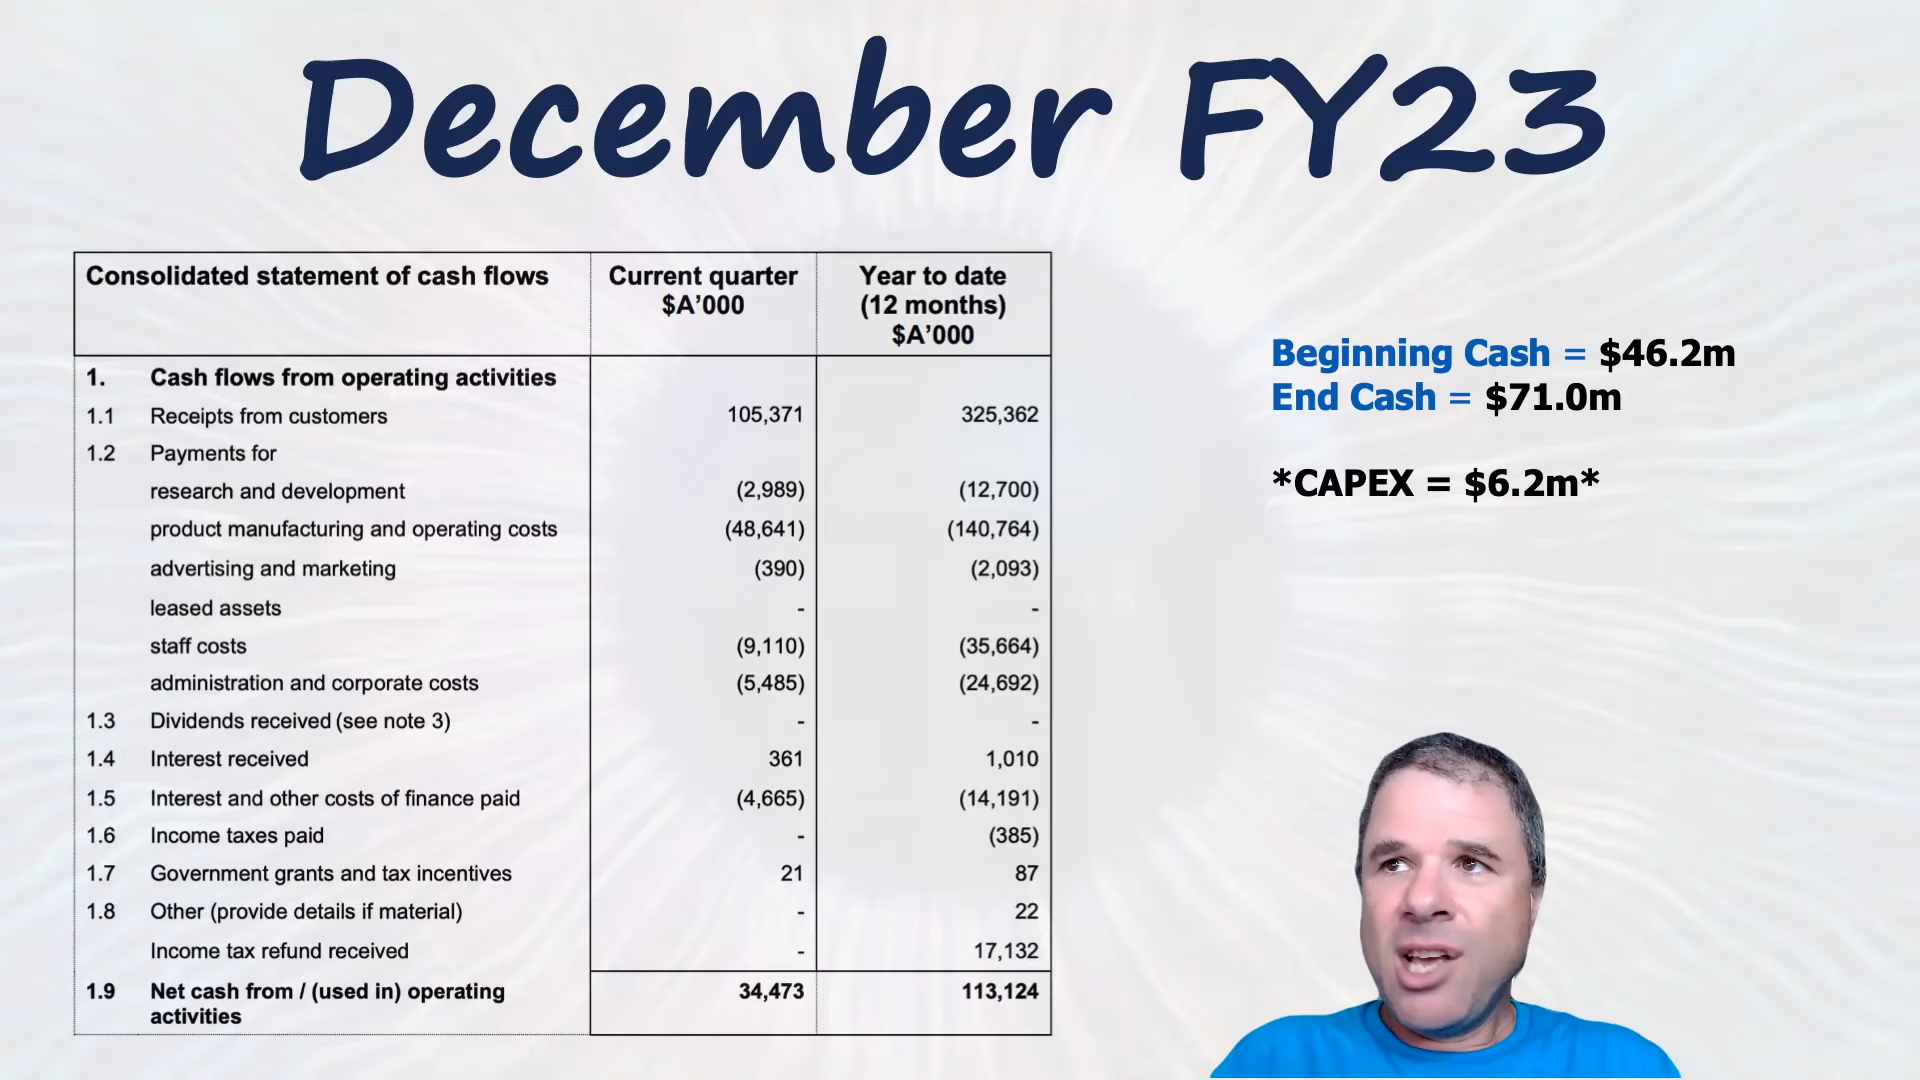 December FY23
Consolidated statement of cash flows Current quarter $A'000 Year to date (12 months) $A'000
1. Cash flows from operating activities
1.1 Receipts from customers 105,371 325,362
1.2 Payments for
research and development (2,989) (12,700)
product manufacturing and operating costs (48,641) (140,764)
advertising and marketing (390) (2,093)
leased assets - -
staff costs (9,110) (35,664)
administration and corporate costs (5,485) (24,692)
1.3 Dividends received (see note 3) - -
1.4 Interest received 361 1,010
1.5 Interest and other costs of finance paid (4,665) (14,191)
1.6 Income taxes paid - (385)
1.7 Government grants and tax incentives 21 87
1.8 Other (provide details if material) - 22
Income tax refund received - 17,132
1.9 Net cash from / (used in) operating activities 34,473 113,124
Beginning Cash = $46.2m
End Cash = $71.0m
*CAPEX = $6.2m*